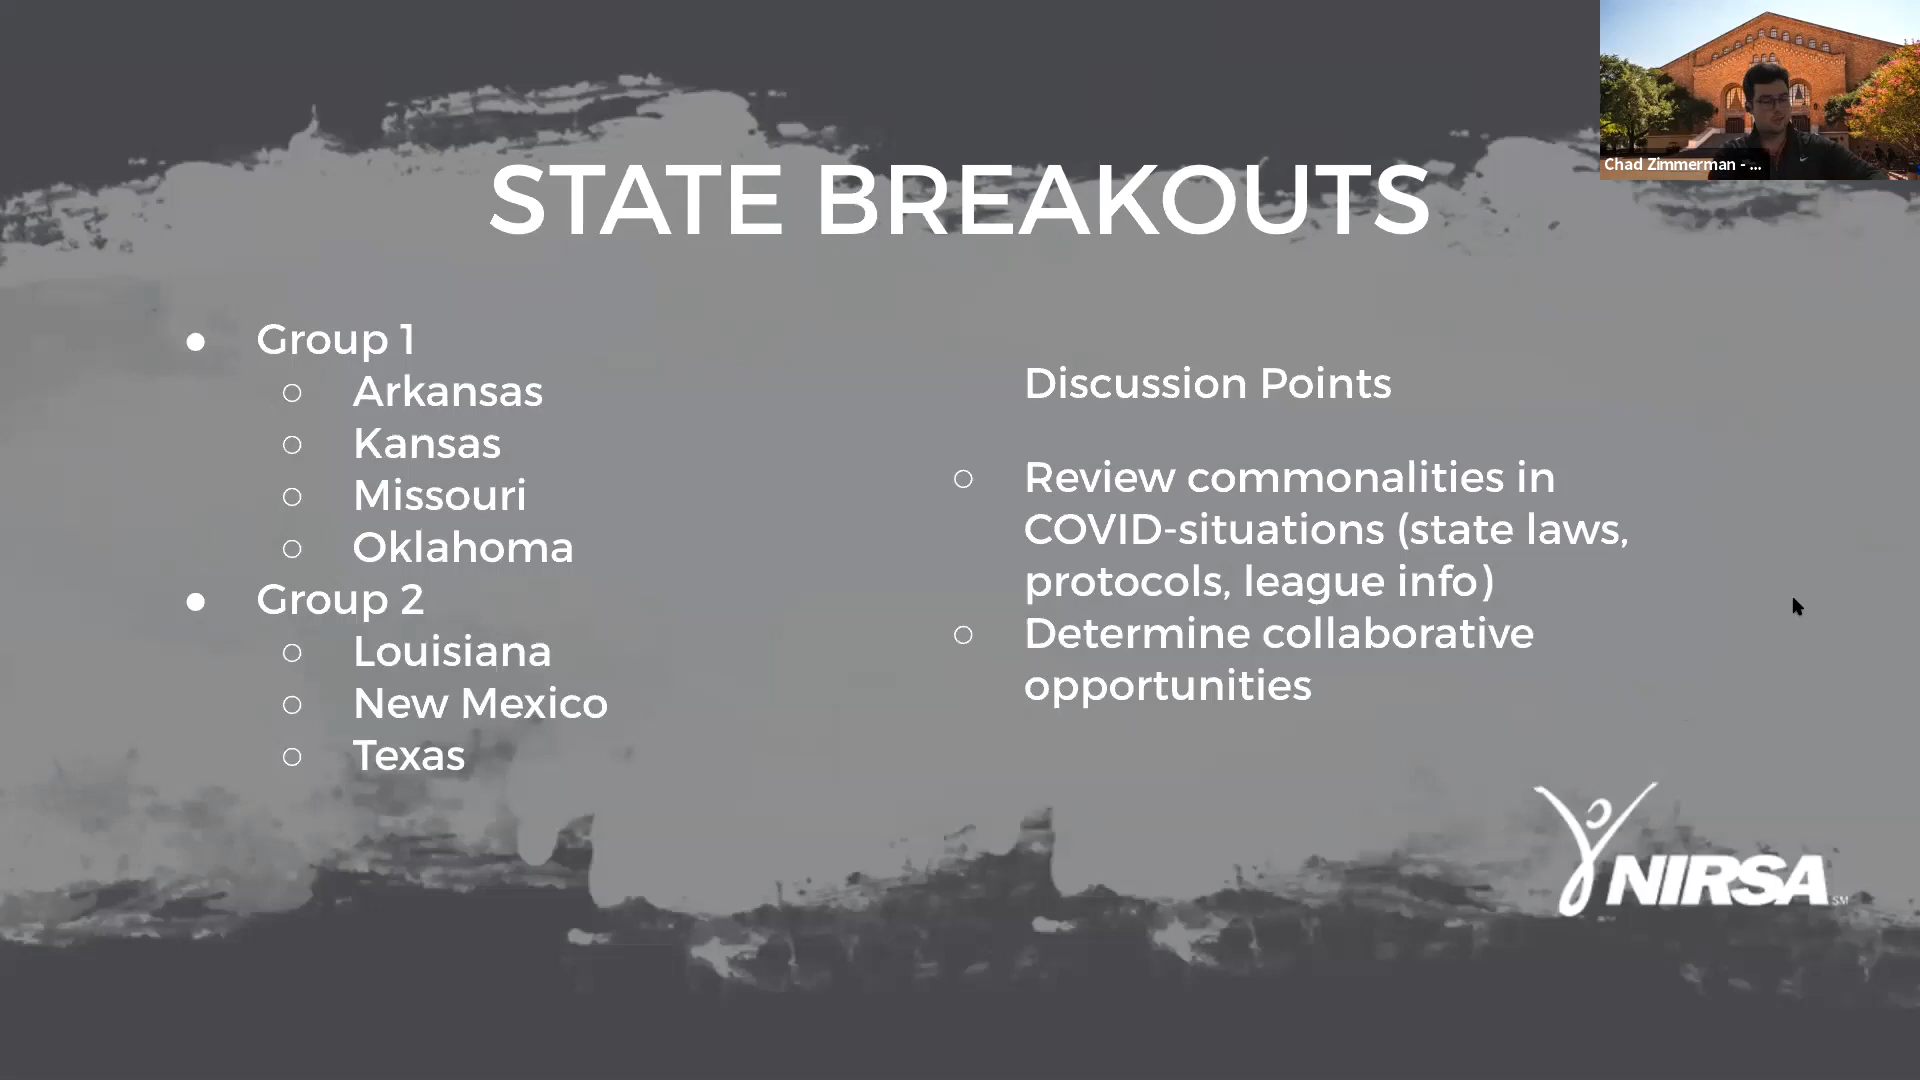 Chad Zimmerman - ...
STATE BREAKOUTS
Group 1
Arkansas
Kansas
Missouri
Oklahoma
Group 2
Louisiana
New Mexico
Texas
Discussion Points
Review commonalities in
COVID-situations (state laws,
protocols, league info)
Determine collaborative
opportunities
NIRSA
SM